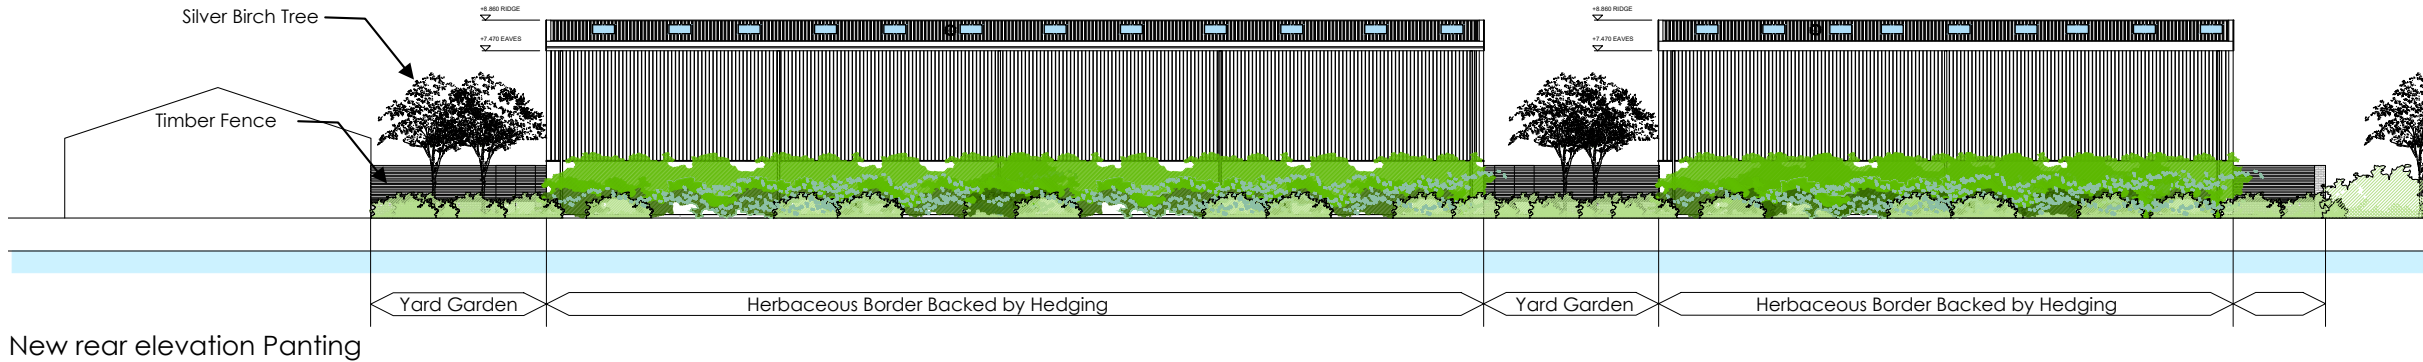 Silver Birch Tree
+8.860 RIDGE
+8.860 RIDGE
+7.470 EAVES
+7.470 EAVES
Timber Fence
Yard Garden
Herbaceous Border Backed by Hedging
Yard Garden
Herbaceous Border Backed by Hedging
New rear elevation Panting